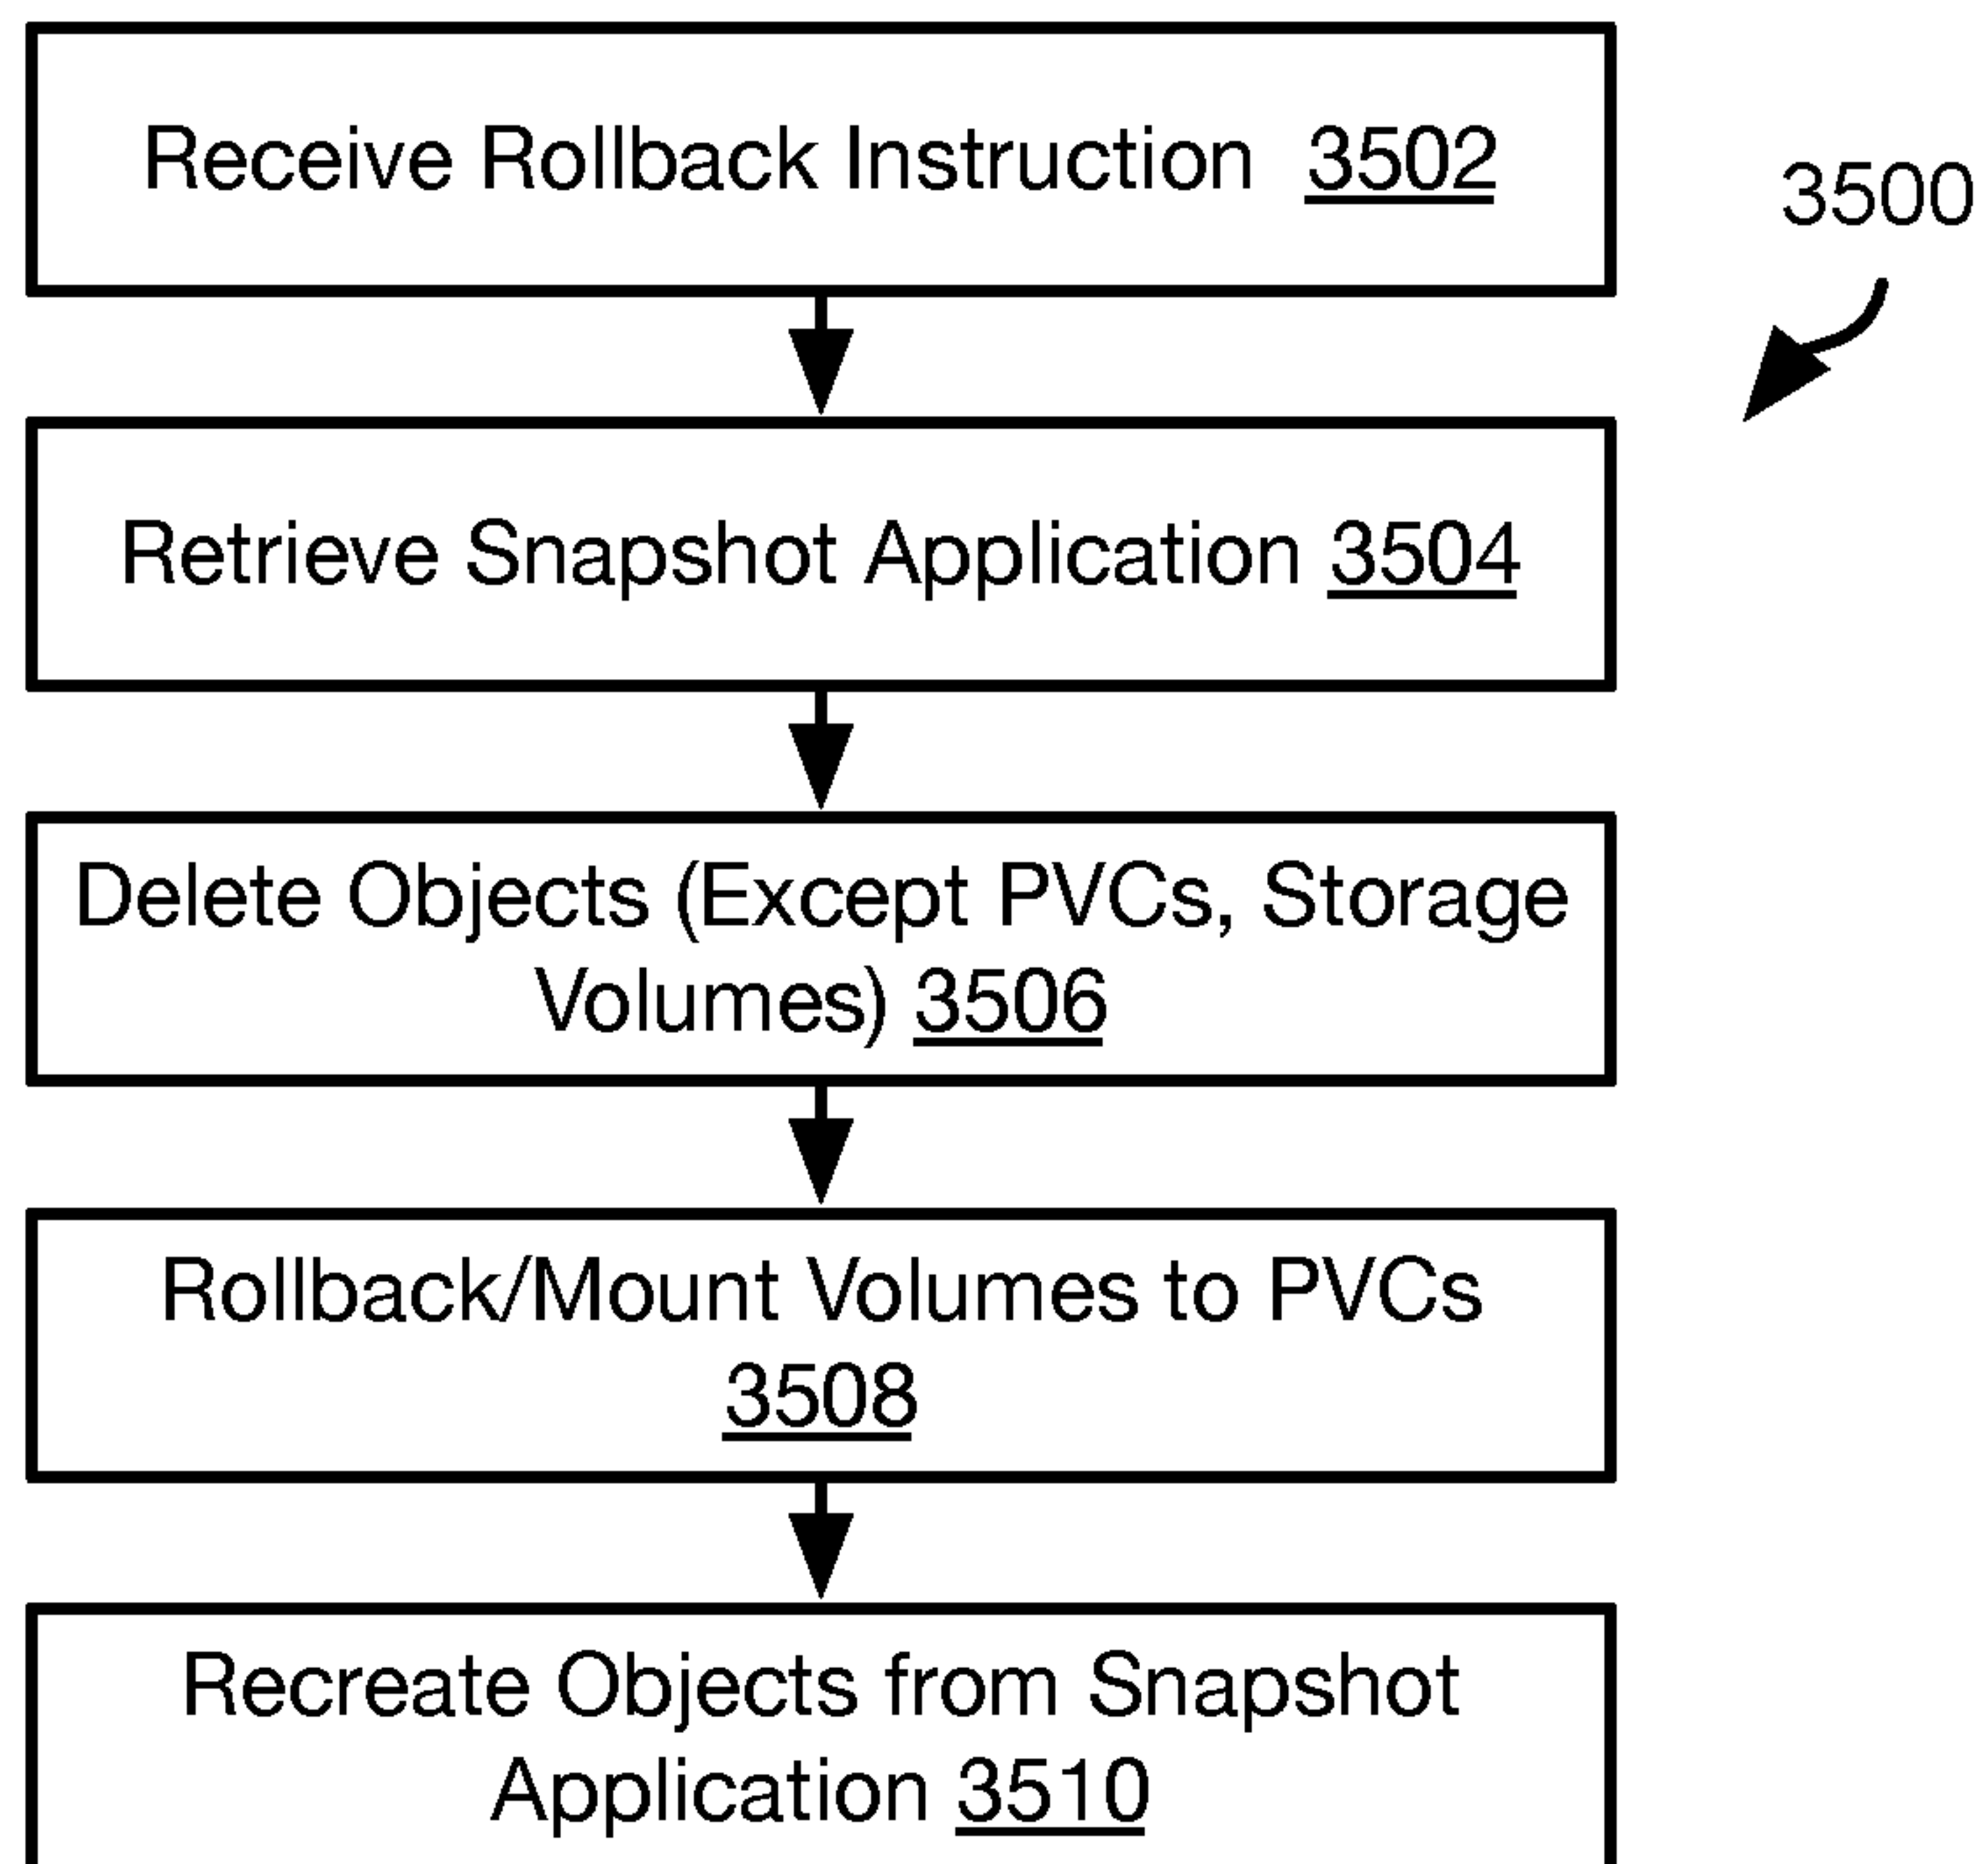 Receive Rollback Instruction 3502
3500
Retrieve Snapshot Application 3504
Delete Objects (Except PVCs, Storage
Volumes) 3506
Rollback/Mount Volumes to PVCs
3508
Recreate Objects from Snapshot
Application 3510